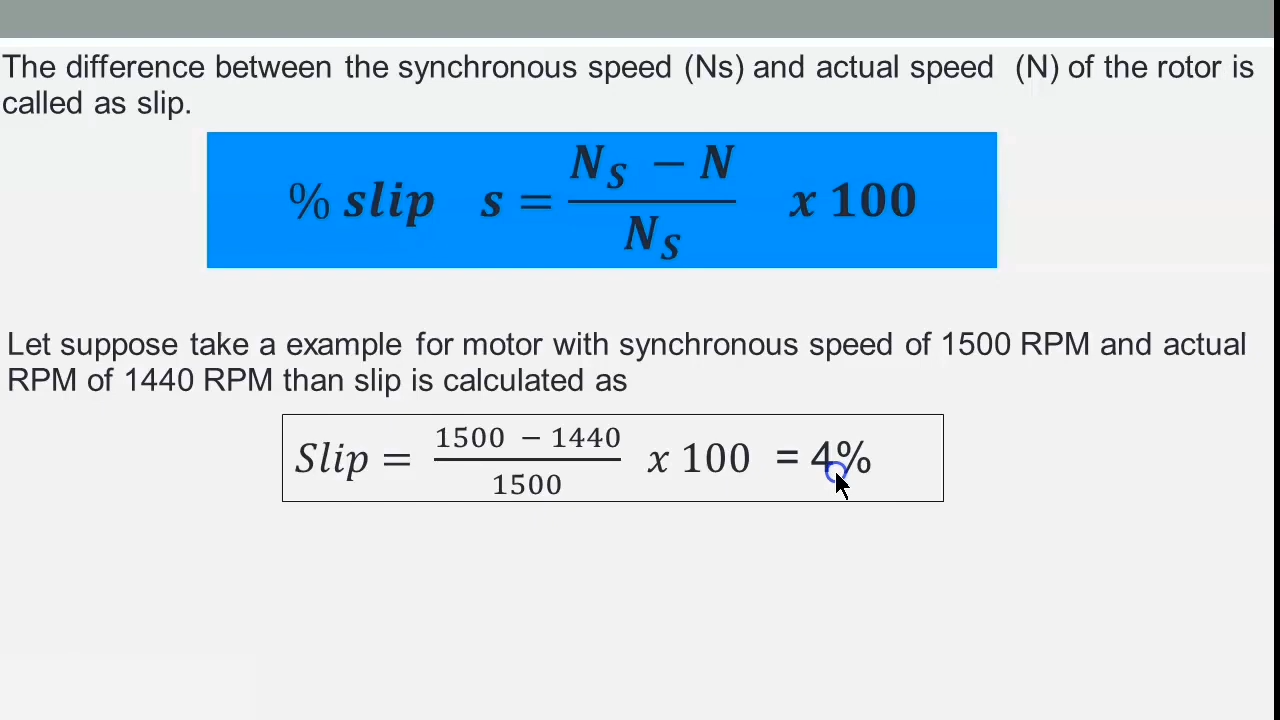 The difference between the synchronous speed (Ns) and actual speed (N) of the rotor is
called as slip.
% slip s = (N_S − N) / N_S x 100
Let suppose take a example for motor with synchronous speed of 1500 RPM and actual
RPM of 1440 RPM than slip is calculated as
Slip = (1500 − 1440) / 1500 x 100 = 4%